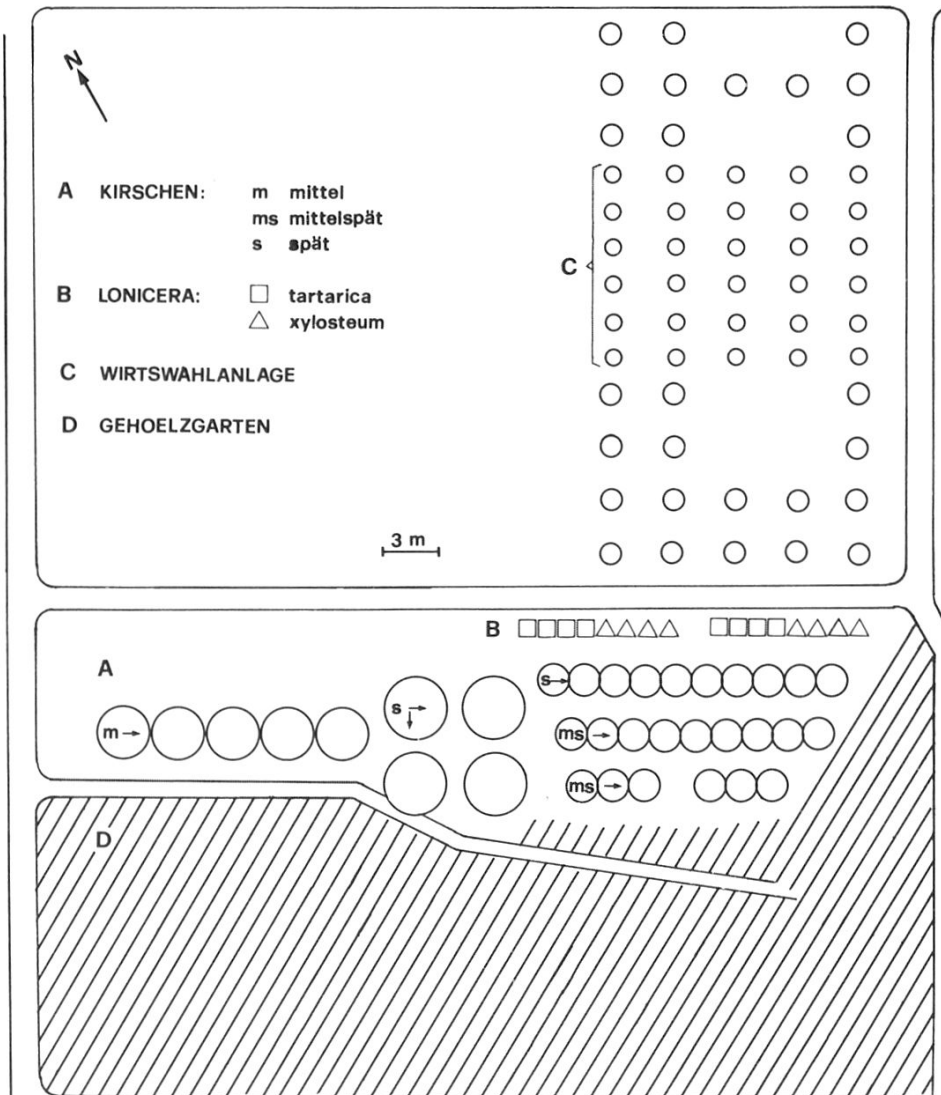 N
A KIRSCHEN: m mittel
ms mittelspät
s spät
B LONICERA: tartarica
xylosteum
C WIRTSWAHLANLAGE
D GEHOELZGARTEN
C
3 m
B
A
s
s
m
ms
ms
D